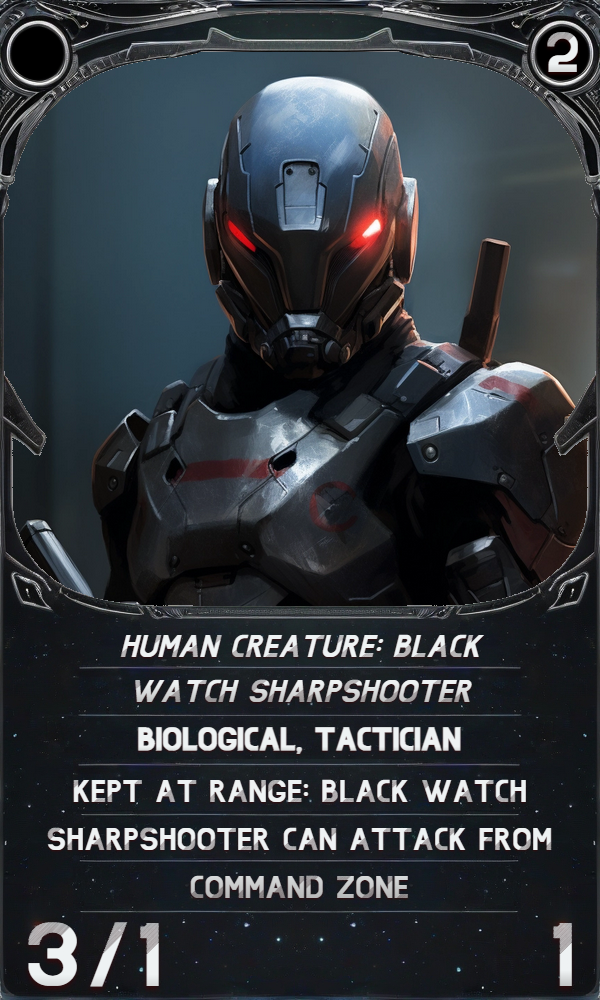 2
HUMAN CREATURE: BLACK
WATCH SHARPSHOOTER
BIOLOGICAL, TACTICIAN
KEPT AT RANGE: BLACK WATCH
SHARPSHOOTER CAN ATTACK FROM
COMMAND ZONE
3/1
1